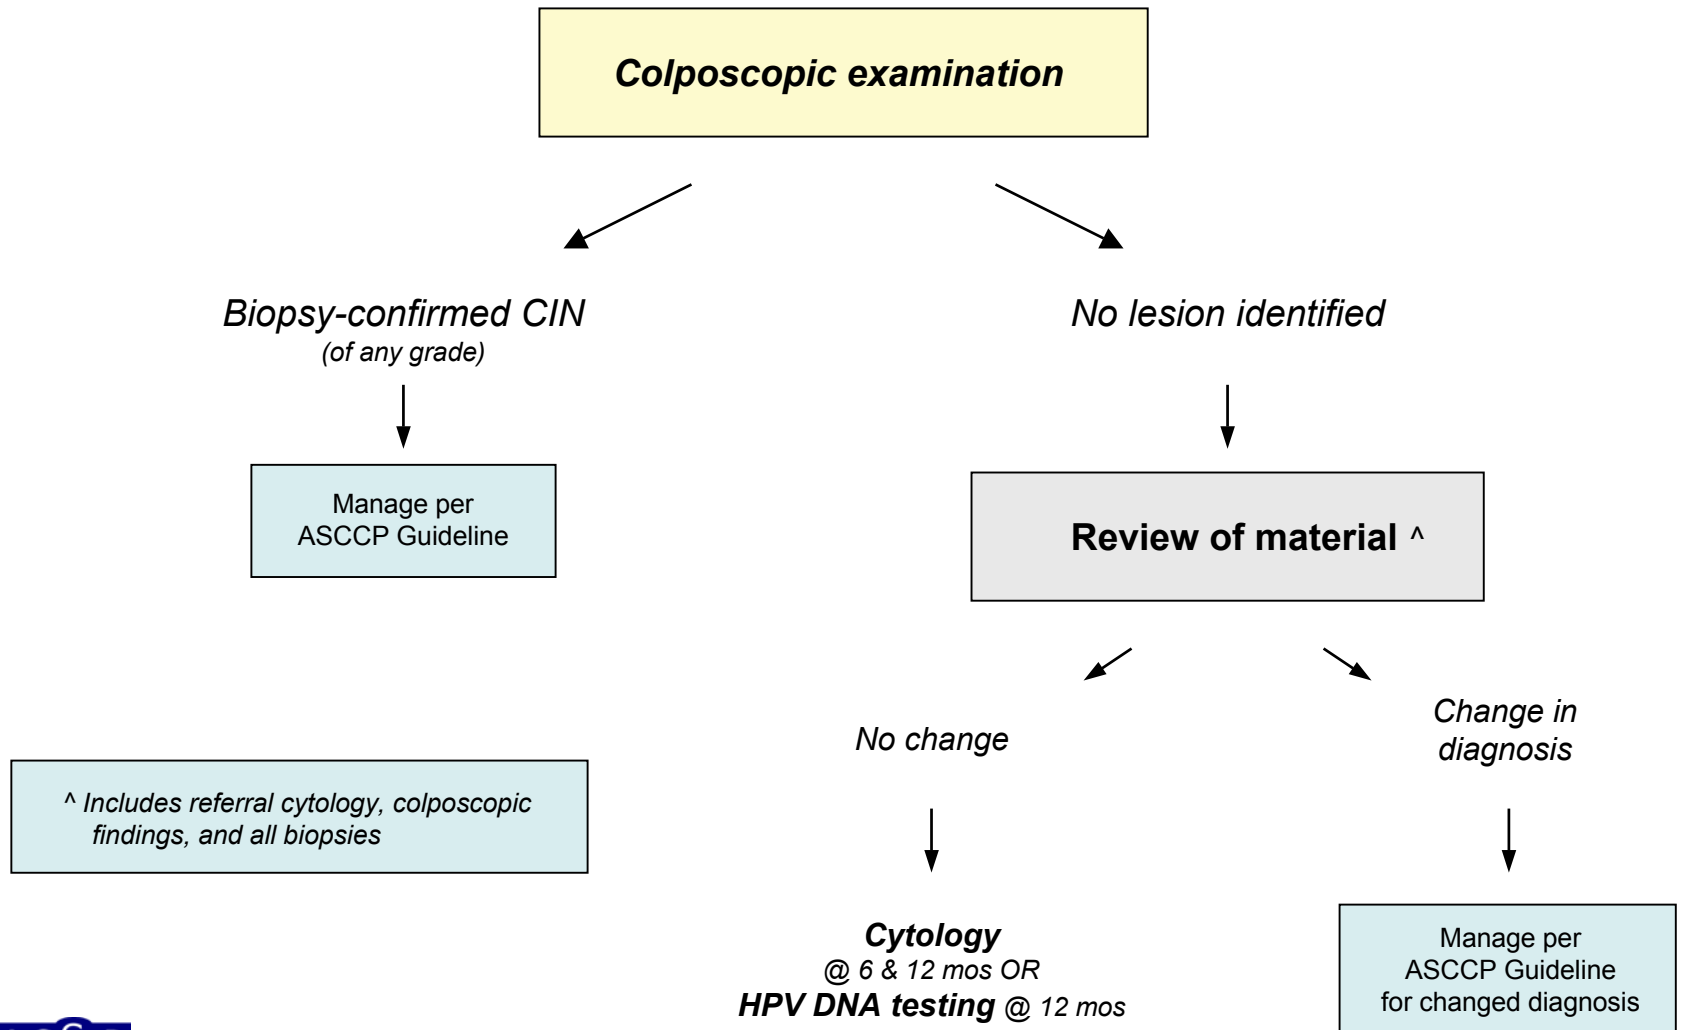 Colposcopic examination
Biopsy-confirmed CIN
(of any grade)
No lesion identified
Manage per
ASCCP Guideline
Review of material ^
No change
Change in
diagnosis
^ Includes referral cytology, colposcopic
findings, and all biopsies
Cytology
@ 6 & 12 mos OR
HPV DNA testing @ 12 mos
Manage per
ASCCP Guideline
for changed diagnosis